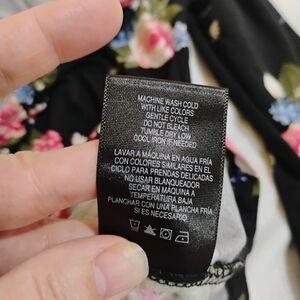 MACHINE WASH COLD
WITH LIKE COLORS
GENTLE CYCLE
DO NOT BLEACH
TUMBLE DRY LOW
COOL IRON IF NEEDED
LAVAR A MÁQUINA EN AGUA FRÍA
CON COLORES SIMILARES EN EL
CICLO PARA PRENDAS DELICADAS
NO USAR BLANQUEADOR
SECAR EN MÁQUINA A
TEMPERATURA BAJA
PLANCHAR CON UNA PLANCHA FRÍA
SI ES NECESARIO